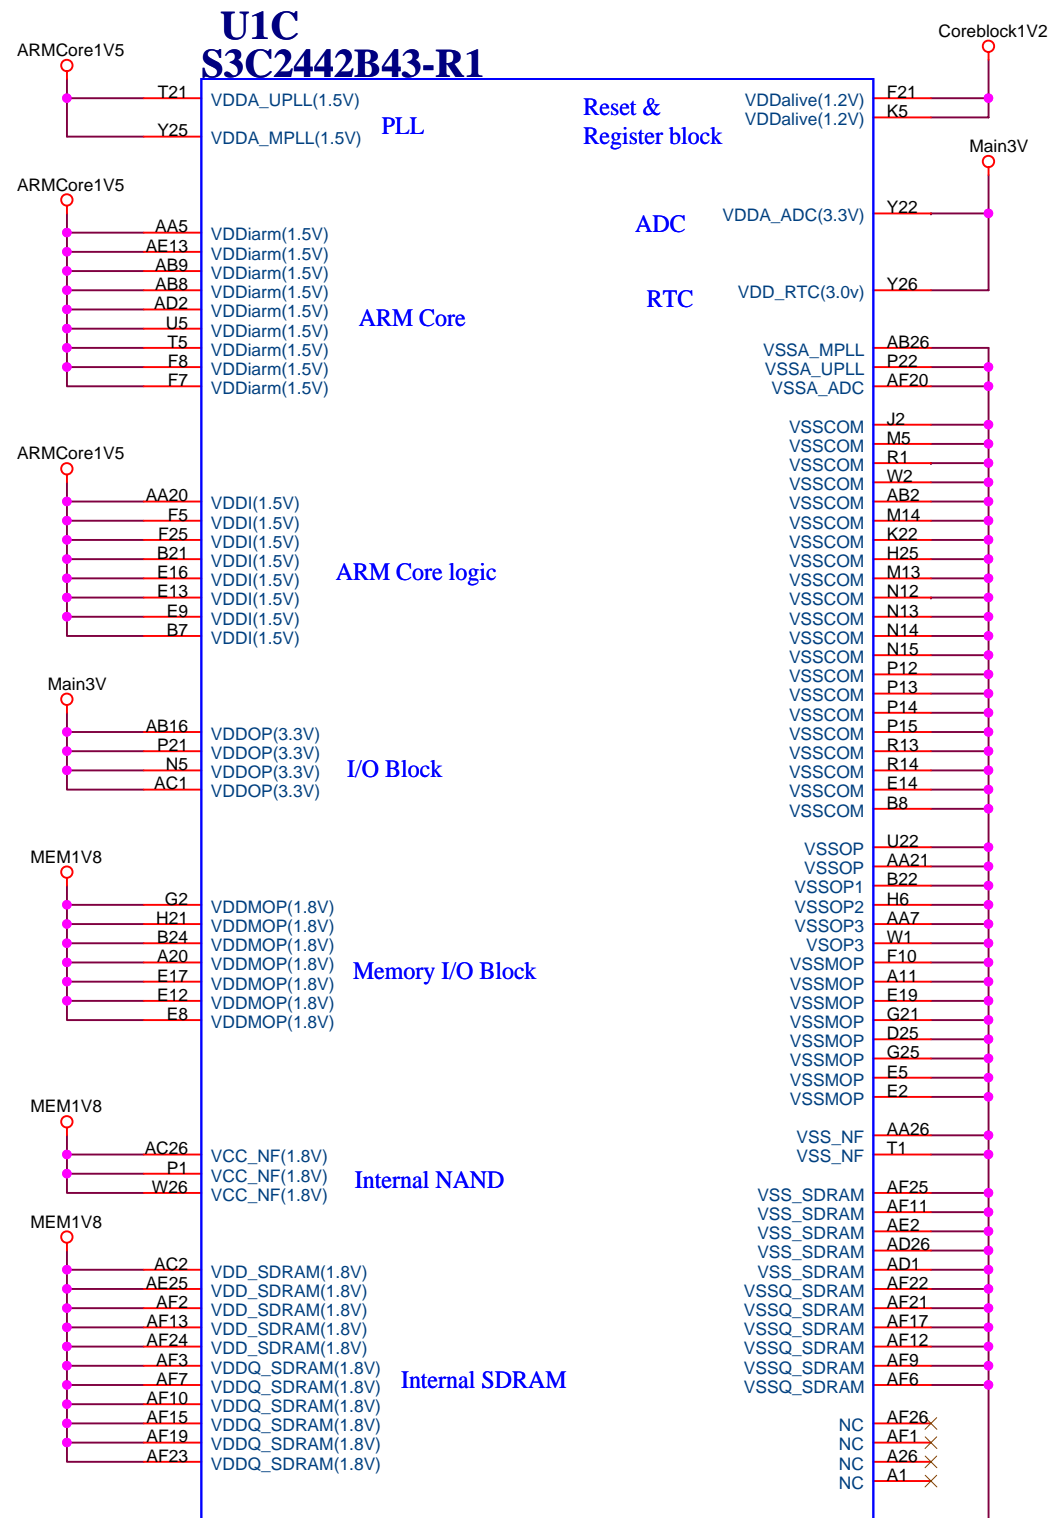 U1C
S3C2442B43-R1
ARMCore1V5
T21 VDDA_UPLL(1.5V)
Y25 VDDA_MPLL(1.5V)
PLL
ARMCore1V5
AA5 VDDiarm(1.5V)
AE13 VDDiarm(1.5V)
AB9 VDDiarm(1.5V)
AB8 VDDiarm(1.5V)
AD2 VDDiarm(1.5V)
U5 VDDiarm(1.5V)
T5 VDDiarm(1.5V)
F8 VDDiarm(1.5V)
F7 VDDiarm(1.5V)
ARM Core
ARMCore1V5
AA20 VDDI(1.5V)
F5 VDDI(1.5V)
F25 VDDI(1.5V)
B21 VDDI(1.5V)
E16 VDDI(1.5V)
E13 VDDI(1.5V)
E9 VDDI(1.5V)
B7 VDDI(1.5V)
ARM Core logic
Main3V
AB16 VDDOP(3.3V)
P21 VDDOP(3.3V)
N5 VDDOP(3.3V)
AC1 VDDOP(3.3V)
I/O Block
MEM1V8
G2 VDDMOP(1.8V)
H21 VDDMOP(1.8V)
B24 VDDMOP(1.8V)
A20 VDDMOP(1.8V)
E17 VDDMOP(1.8V)
E12 VDDMOP(1.8V)
E8 VDDMOP(1.8V)
Memory I/O Block
MEM1V8
AC26 VCC_NF(1.8V)
P1 VCC_NF(1.8V)
W26 VCC_NF(1.8V)
Internal NAND
MEM1V8
AC2 VDD_SDRAM(1.8V)
AE25 VDD_SDRAM(1.8V)
AF2 VDD_SDRAM(1.8V)
AF13 VDD_SDRAM(1.8V)
AF24 VDD_SDRAM(1.8V)
AF3 VDDQ_SDRAM(1.8V)
AF7 VDDQ_SDRAM(1.8V)
AF10 VDDQ_SDRAM(1.8V)
AF15 VDDQ_SDRAM(1.8V)
AF19 VDDQ_SDRAM(1.8V)
AF23 VDDQ_SDRAM(1.8V)
Internal SDRAM
Coreblock1V2
Reset &
Register block
VDDalive(1.2V) F21
VDDalive(1.2V) K5
Main3V
ADC
VDDA_ADC(3.3V) Y22
RTC
VDD_RTC(3.0v) Y26
VSSA_MPLL AB26
VSSA_UPLL P22
VSSA_ADC AF20
VSSCOM J2
VSSCOM M5
VSSCOM R1
VSSCOM W2
VSSCOM AB2
VSSCOM M14
VSSCOM K22
VSSCOM H25
VSSCOM M13
VSSCOM N12
VSSCOM N13
VSSCOM N14
VSSCOM N15
VSSCOM P12
VSSCOM P13
VSSCOM P14
VSSCOM P15
VSSCOM R13
VSSCOM R14
VSSCOM E14
VSSCOM B8
VSSOP U22
VSSOP AA21
VSSOP1 B22
VSSOP2 H6
VSSOP3 AA7
VSOP3 W1
VSSMOP F10
VSSMOP A11
VSSMOP E19
VSSMOP G21
VSSMOP D25
VSSMOP G25
VSSMOP E5
VSSMOP E2
VSS_NF AA26
VSS_NF T1
VSS_SDRAM AF25
VSS_SDRAM AF11
VSS_SDRAM AE2
VSS_SDRAM AD26
VSS_SDRAM AD1
VSSQ_SDRAM AF22
VSSQ_SDRAM AF21
VSSQ_SDRAM AF17
VSSQ_SDRAM AF12
VSSQ_SDRAM AF9
VSSQ_SDRAM AF6
NC AF26
NC AF1
NC A26
NC A1